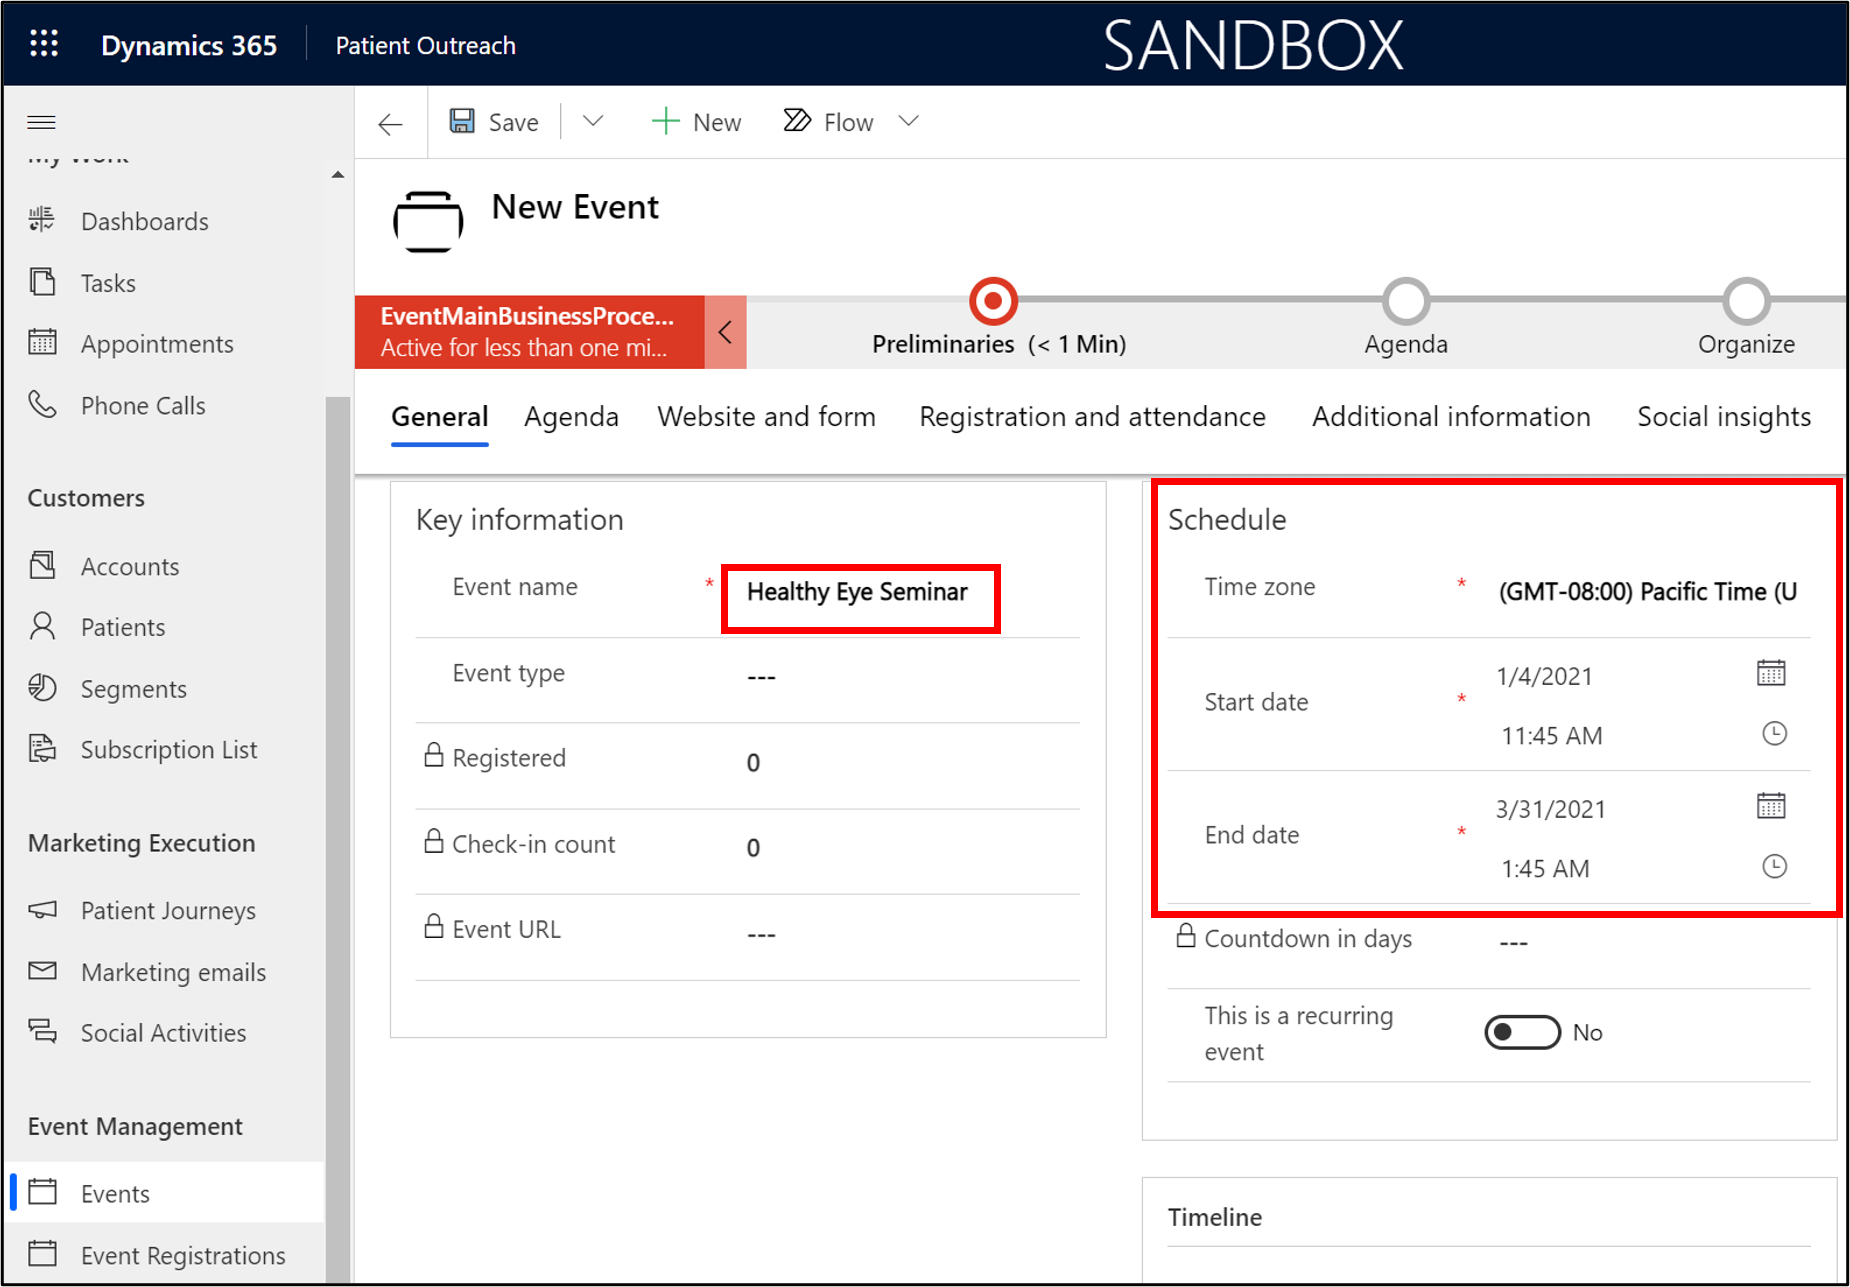 Dynamics 365
Patient Outreach
SANDBOX
Save
New
Flow
My Work
Dashboards
Tasks
Appointments
Phone Calls
Customers
Accounts
Patients
Segments
Subscription List
Marketing Execution
Patient Journeys
Marketing emails
Social Activities
Event Management
Events
Event Registrations
New Event
EventMainBusinessProce...
Active for less than one mi...
Preliminaries (< 1 Min)
Agenda
Organize
General
Agenda
Website and form
Registration and attendance
Additional information
Social insights
Key information
Event name * Healthy Eye Seminar
Event type ---
Registered 0
Check-in count 0
Event URL ---
Schedule
Time zone * (GMT-08:00) Pacific Time (U
Start date * 1/4/2021
11:45 AM
End date * 3/31/2021
1:45 AM
Countdown in days ---
This is a recurring
event
No
Timeline